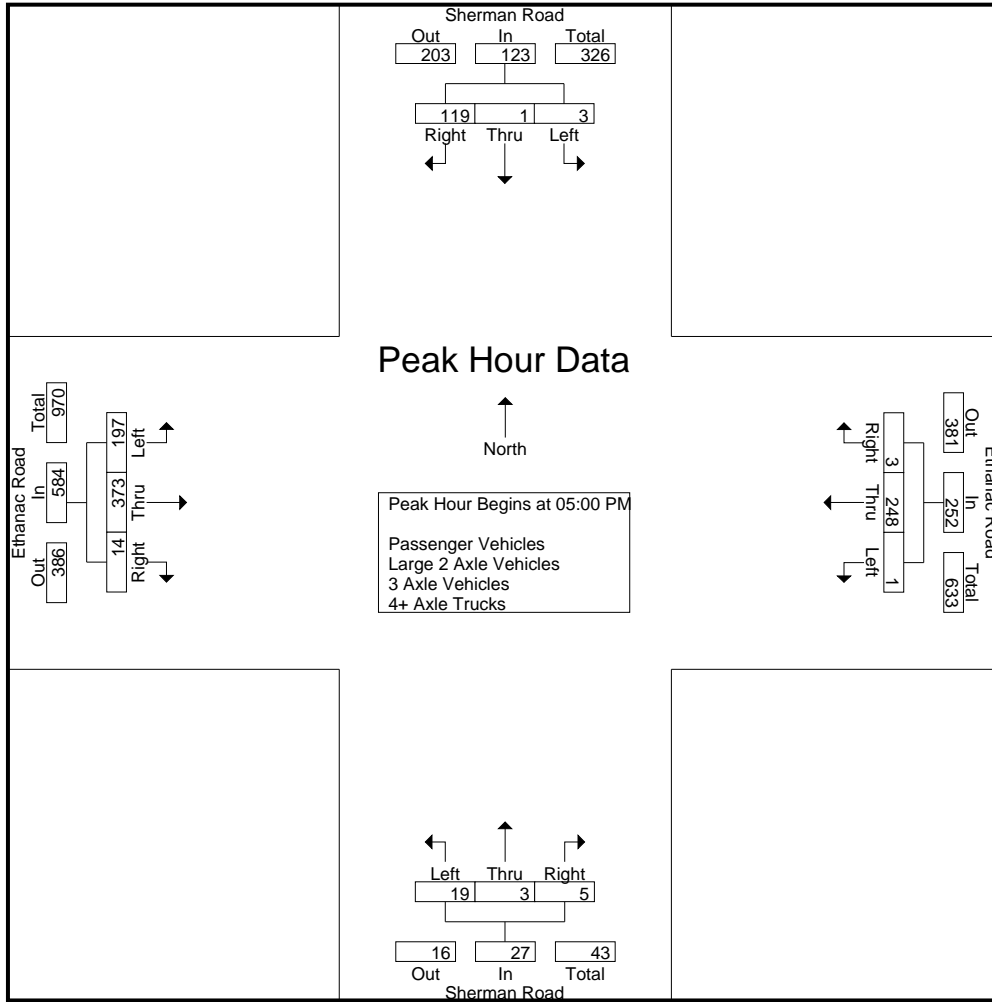 Sherman Road
Out In Total
203 123 326
119 1 3
Right Thru Left
Peak Hour Data
North
Peak Hour Begins at 05:00 PM
Passenger Vehicles
Large 2 Axle Vehicles
3 Axle Vehicles
4+ Axle Trucks
Ethanac Road
Out In Total
386 584 970
14 373 197
Right Thru Left
Ethanac Road
Out In Total
381 252 633
3 248 1
Right Thru Left
Left Thru Right
19 3 5
16 27 43
Out In Total
Sherman Road